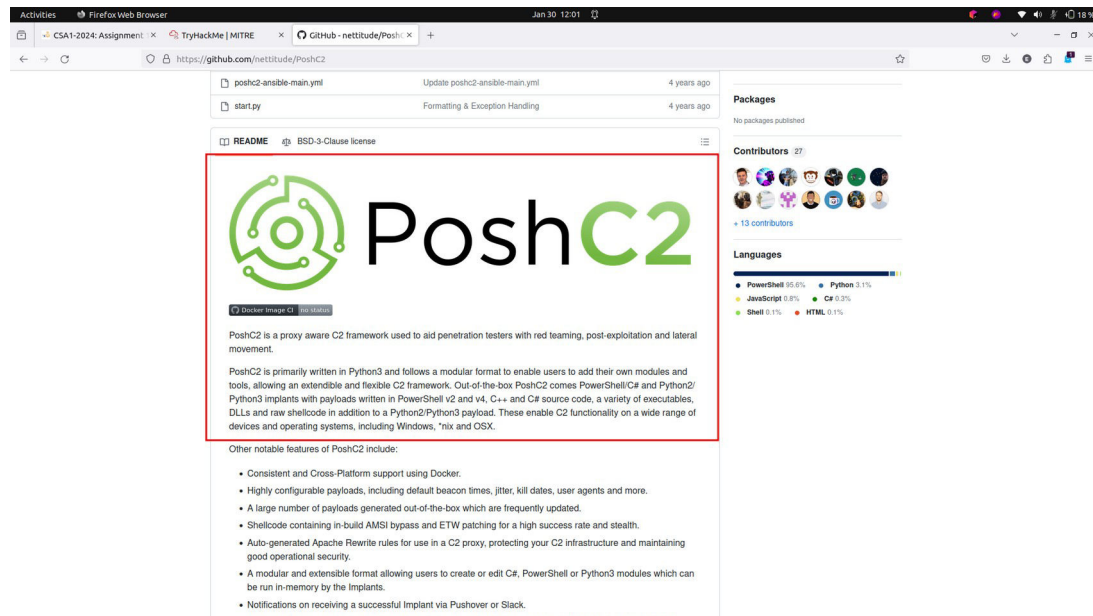 Activities
Firefox Web Browser
Jan 30 12:01
18 %
CSA1-2024: Assignment
TryHackMe | MITRE
GitHub - nettitude/PoshC
https://github.com/nettitude/PoshC2
poshc2-ansible-main.yml
Update poshc2-ansible-main.yml
4 years ago
start.py
Formatting & Exception Handling
4 years ago
README
BSD-3-Clause license
PoshC2
Docker Image CI no status
PoshC2 is a proxy aware C2 framework used to aid penetration testers with red teaming, post-exploitation and lateral
movement.
PoshC2 is primarily written in Python3 and follows a modular format to enable users to add their own modules and
tools, allowing an extendible and flexible C2 framework. Out-of-the-box PoshC2 comes PowerShell/C# and Python2/
Python3 implants with payloads written in PowerShell v2 and v4, C++ and C# source code, a variety of executables,
DLLs and raw shellcode in addition to a Python2/Python3 payload. These enable C2 functionality on a wide range of
devices and operating systems, including Windows, *nix and OSX.
Other notable features of PoshC2 include:
• Consistent and Cross-Platform support using Docker.
• Highly configurable payloads, including default beacon times, jitter, kill dates, user agents and more.
• A large number of payloads generated out-of-the-box which are frequently updated.
• Shellcode containing in-build AMSI bypass and ETW patching for a high success rate and stealth.
• Auto-generated Apache Rewrite rules for use in a C2 proxy, protecting your C2 infrastructure and maintaining
good operational security.
• A modular and extensible format allowing users to create or edit C#, PowerShell or Python3 modules which can
be run in-memory by the Implants.
• Notifications on receiving a successful Implant via Pushover or Slack.
Packages
No packages published
Contributors 27
+ 13 contributors
Languages
PowerShell 95.6%
Python 3.1%
JavaScript 0.8%
C# 0.3%
Shell 0.1%
HTML 0.1%